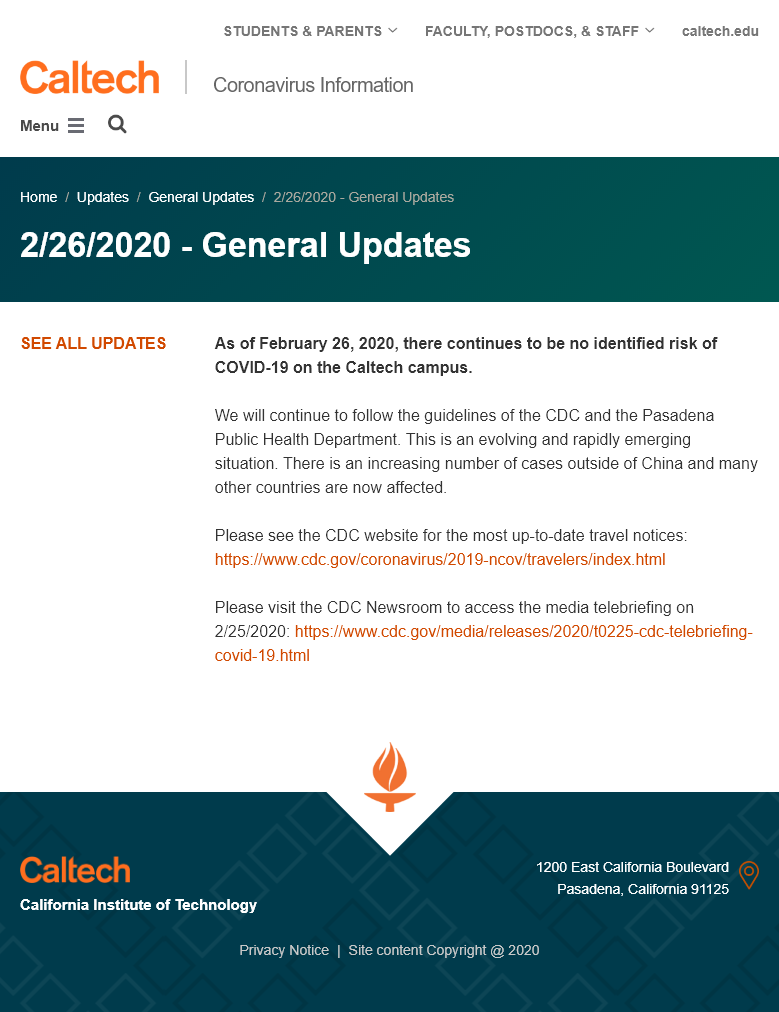 STUDENTS & PARENTS FACULTY, POSTDOCS, & STAFF caltech.edu
Caltech Coronavirus Information
Menu
Home / Updates / General Updates / 2/26/2020 - General Updates
2/26/2020 - General Updates
SEE ALL UPDATES
As of February 26, 2020, there continues to be no identified risk of
COVID-19 on the Caltech campus.
We will continue to follow the guidelines of the CDC and the Pasadena
Public Health Department. This is an evolving and rapidly emerging
situation. There is an increasing number of cases outside of China and many
other countries are now affected.
Please see the CDC website for the most up-to-date travel notices:
https://www.cdc.gov/coronavirus/2019-ncov/travelers/index.html
Please visit the CDC Newsroom to access the media telebriefing on
2/25/2020: https://www.cdc.gov/media/releases/2020/t0225-cdc-telebriefing-
covid-19.html
Caltech
California Institute of Technology
1200 East California Boulevard
Pasadena, California 91125
Privacy Notice | Site content Copyright @ 2020